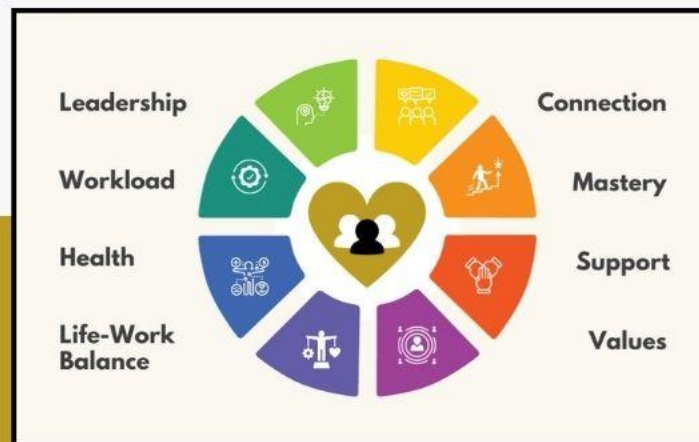 Leadership
Workload
Health
Life-Work
Balance
Connection
Mastery
Support
Values